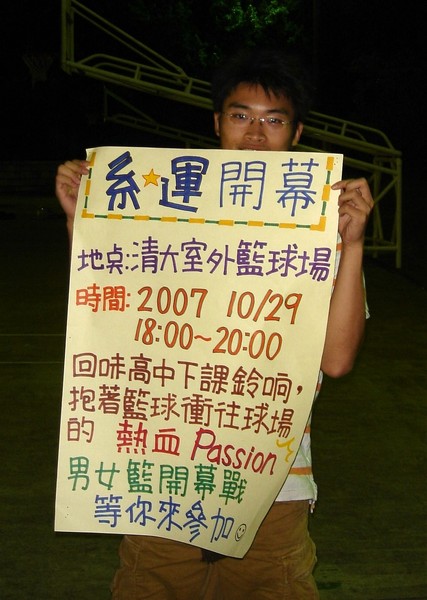 系運開幕
地点:清大室外籃球場
時間: 2007 10/29
18:00~20:00
回味高中下課鈴响,
抱著籃球衝往球場
的 熱血 Passion
男女籃開幕戰
等你來參加